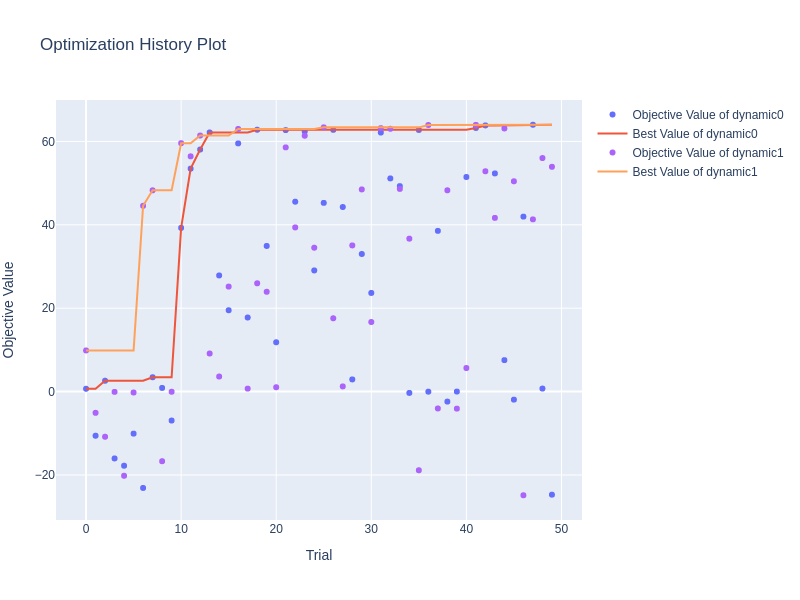 Optimization History Plot
Objective Value of dynamic0
Best Value of dynamic0
Objective Value of dynamic1
Best Value of dynamic1
60
40
20
0
−20
Objective Value
0 10 20 30 40 50
Trial